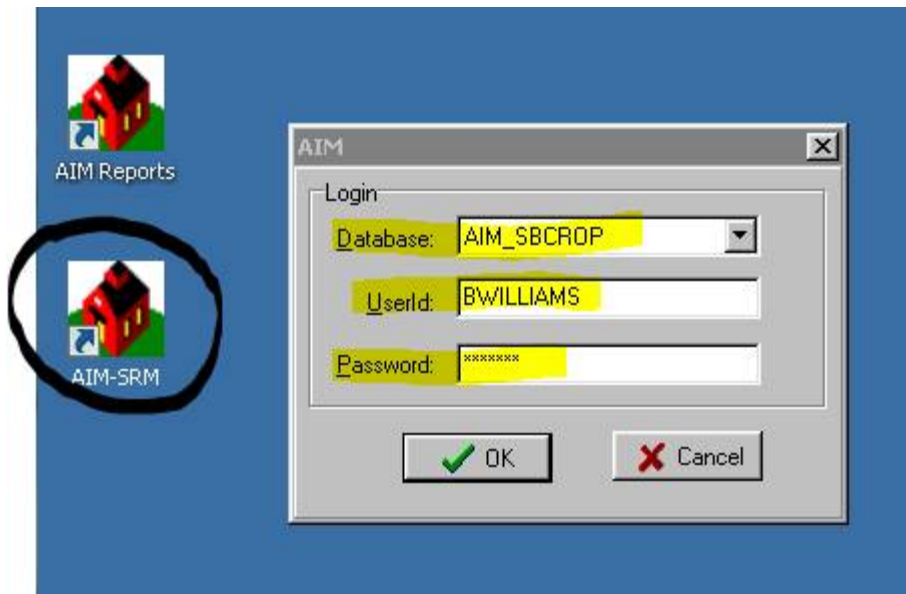 AIM Reports
AIM-SRM
AIM
Login
Database: AIM_SBCROP
UserId: BWILLIAMS
Password: *******
OK
Cancel